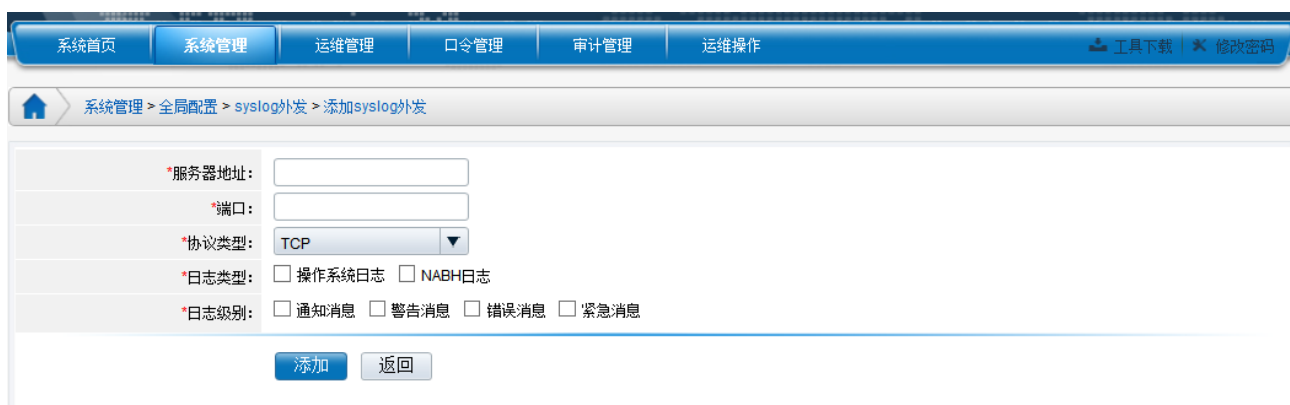 系统首页 系统管理 运维管理 口令管理 审计管理 运维操作 工具下载 修改密码
系统管理 > 全局配置 > syslog外发 > 添加syslog外发
*服务器地址:
*端口:
*协议类型: TCP
*日志类型: 操作系统日志 NABH日志
*日志级别: 通知消息 警告消息 错误消息 紧急消息
添加 返回